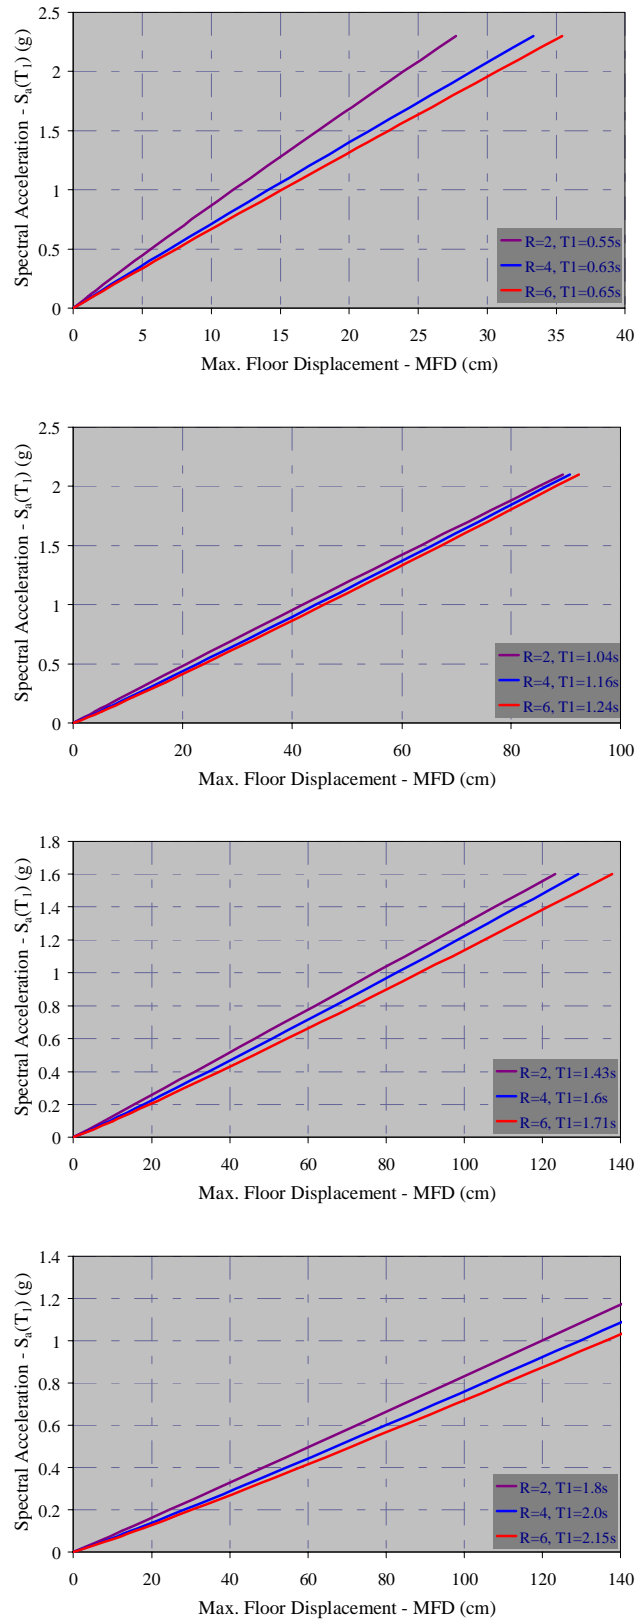 2.5
2
1.5
1
0.5
0
Spectral Acceleration - Sa(T1) (g)
R=2, T1=0.55s
R=4, T1=0.63s
R=6, T1=0.65s
0 5 10 15 20 25 30 35 40
Max. Floor Displacement - MFD (cm)
2.5
2
1.5
1
0.5
0
Spectral Acceleration - Sa(T1) (g)
R=2, T1=1.04s
R=4, T1=1.16s
R=6, T1=1.24s
0 20 40 60 80 100
Max. Floor Displacement - MFD (cm)
1.8
1.6
1.4
1.2
1
0.8
0.6
0.4
0.2
0
Spectral Acceleration - Sa(T1) (g)
R=2, T1=1.43s
R=4, T1=1.6s
R=6, T1=1.71s
0 20 40 60 80 100 120 140
Max. Floor Displacement - MFD (cm)
1.4
1.2
1
0.8
0.6
0.4
0.2
0
Spectral Acceleration - Sa(T1) (g)
R=2, T1=1.8s
R=4, T1=2.0s
R=6, T1=2.15s
0 20 40 60 80 100 120 140
Max. Floor Displacement - MFD (cm)